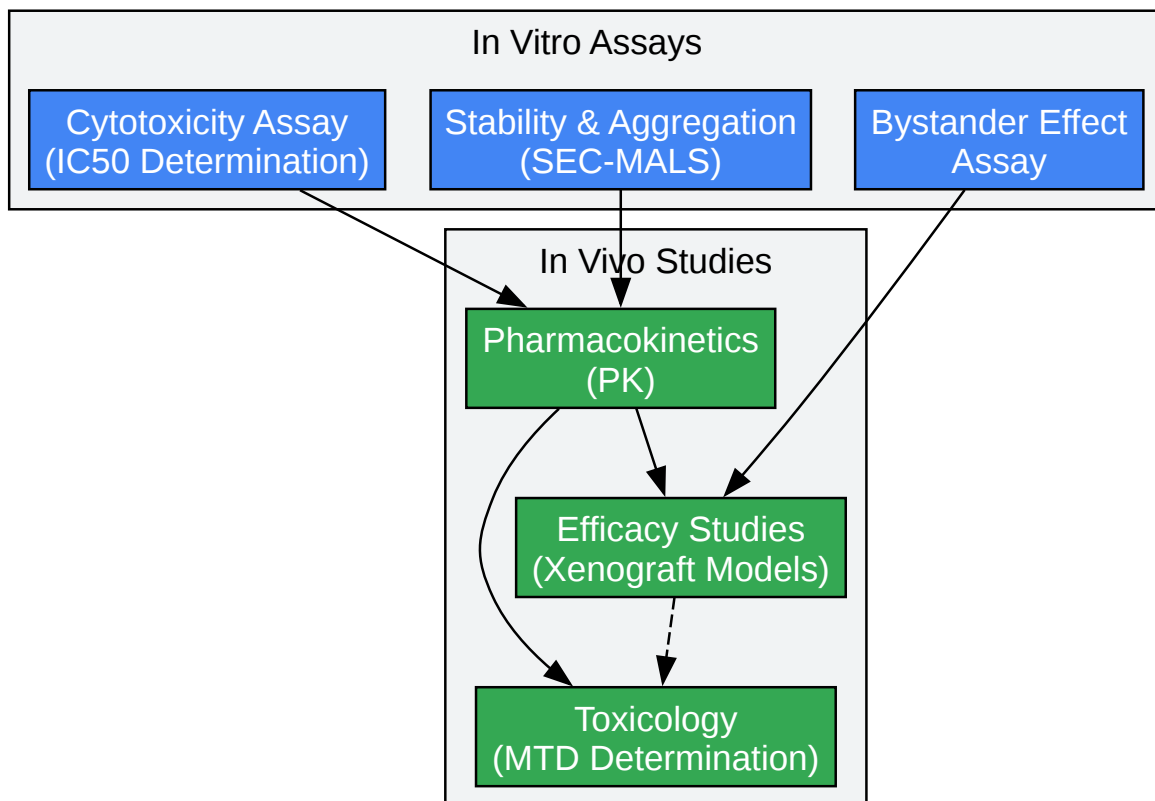 In Vitro Assays
Cytotoxicity Assay
(IC50 Determination)
Stability & Aggregation
(SEC-MALS)
Bystander Effect
Assay
In Vivo Studies
Pharmacokinetics
(PK)
Efficacy Studies
(Xenograft Models)
Toxicology
(MTD Determination)